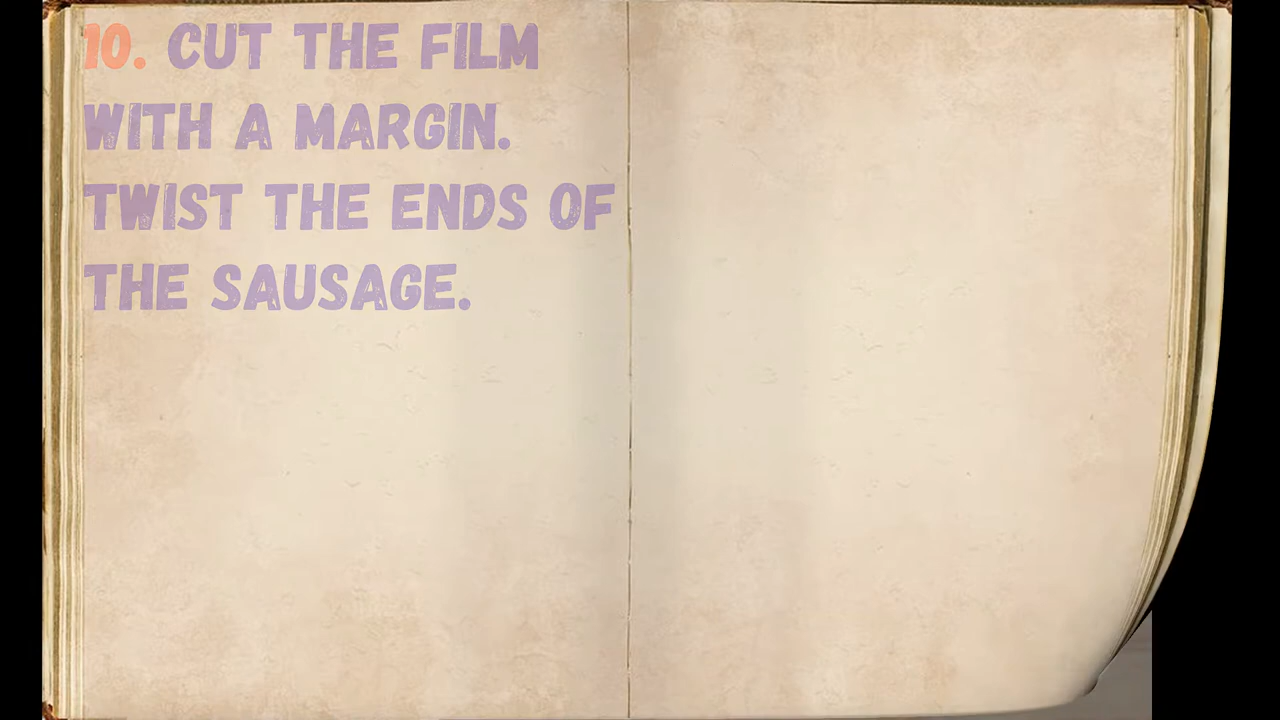 10. CUT THE FILM
WITH A MARGIN.
TWIST THE ENDS OF
THE SAUSAGE.